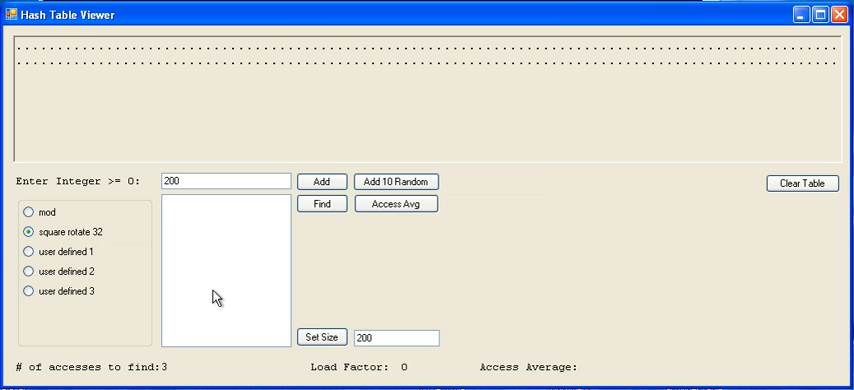 Hash Table Viewer
Enter Integer >= 0: 200 Add Add 10 Random Clear Table
Find Access Avg
mod
square rotate 32
user defined 1
user defined 2
user defined 3
Set Size 200
# of accesses to find:3 Load Factor: 0 Access Average: